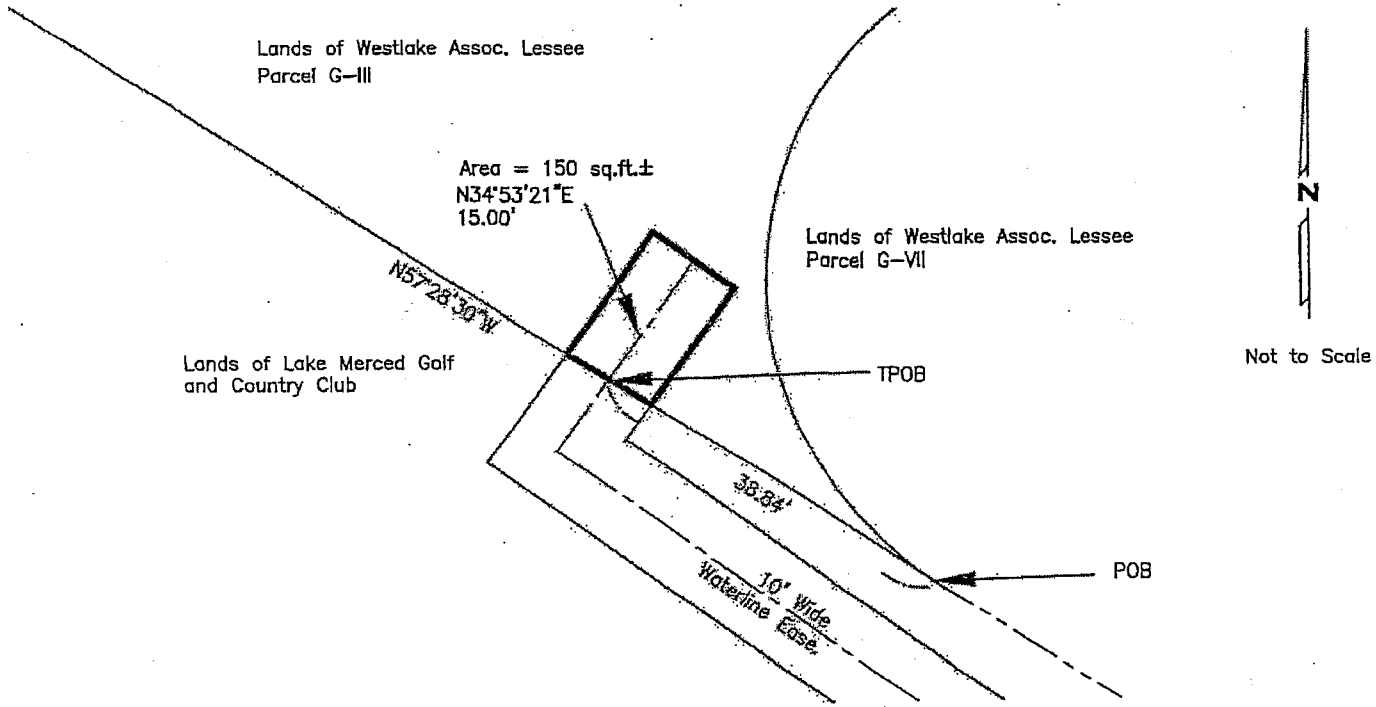 Lands of Westlake Assoc. Lessee
Parcel G-III
Area = 150 sq.ft.±
N34°53'21"E
15.00'
Lands of Westlake Assoc. Lessee
Parcel G-VII
N
Not to Scale
N57°28'30"W
Lands of Lake Merced Golf
and Country Club
TPOB
38.84'
POB
10' Wide
Waterline Ease.